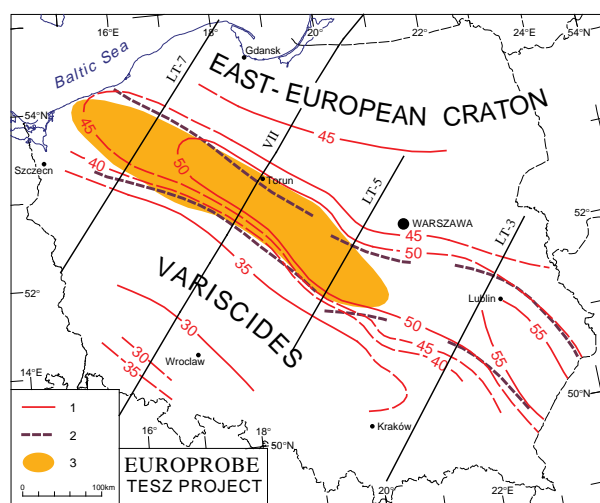 16°
18°
20°
22°E
24°E
54°E
Baltic Sea
Gdansk
LT-7
EAST-EUROPEAN CRATON
54°N
45
45
VII
40
50
Szczecn
Torun
LT-5
52°
WARSZAWA
45
50
LT-3
35
VARISCIDES
Lublin
52°
50
55
30
45
40
55
30
35
Wroclaw
14°E
50°N
1
2
3
0
100km
16°
18°
50°N
Kraków
20°
22°E
EUROPROBE
TESZ PROJECT